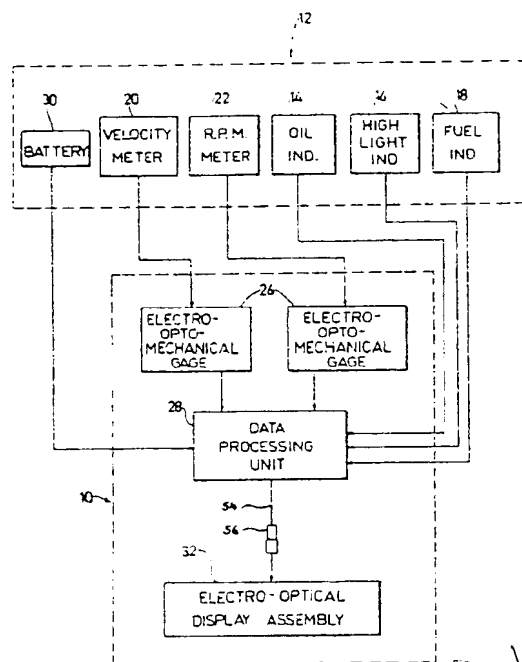 12
30
20
22
14
16
18
BATTERY
VELOCITY
METER
R.P.M.
METER
OIL
IND.
HIGH
LIGHT
IND
FUEL
IND
26
ELECTRO-
OPTO-
MECHANICAL
GAGE
ELECTRO-
OPTO-
MECHANICAL
GAGE
28
DATA
PROCESSING
UNIT
10
54
56
32
ELECTRO-OPTICAL
DISPLAY ASSEMBLY